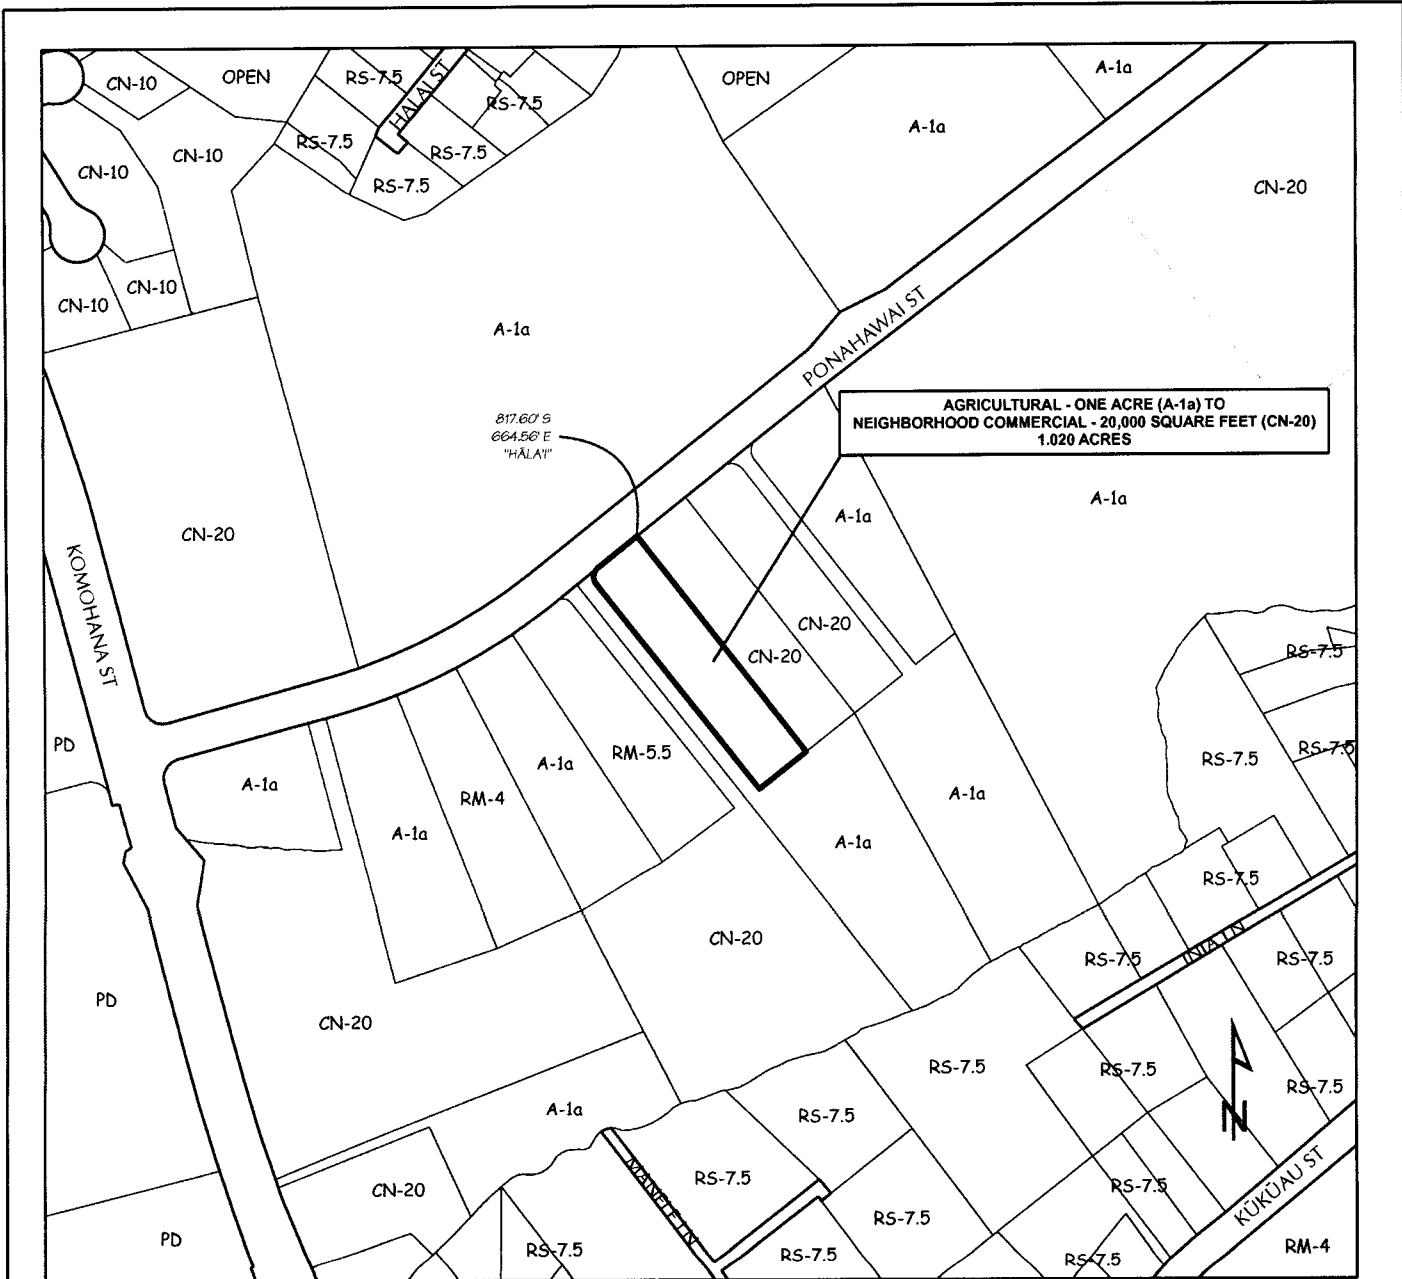 CN-10
OPEN
RS-7.5
HALAI ST
RS-7.5
OPEN
A-1a
A-1a
CN-10
CN-10
RS-7.5
RS-7.5
RS-7.5
CN-20
CN-10
CN-10
A-1a
PONAHAWAI ST
AGRICULTURAL - ONE ACRE (A-1a) TO
NEIGHBORHOOD COMMERCIAL - 20,000 SQUARE FEET (CN-20)
1.020 ACRES
817.60' S
664.56' E
"HĀLA'I"
A-1a
A-1a
CN-20
KOMOHANA ST
CN-20
CN-20
RS-7.5
PD
RM-5.5
RS-7.5
RS-7.5
A-1a
A-1a
RM-4
A-1a
A-1a
A-1a
RS-7.5
CN-20
INIA LN
RS-7.5
RS-7.5
PD
CN-20
RS-7.5
RS-7.5
RS-7.5
N
A-1a
RS-7.5
MANELE LN
RS-7.5
CN-20
RS-7.5
KŪKŪAU ST
RS-7.5
PD
RS-7.5
RS-7.5
RS-7.5
RM-4